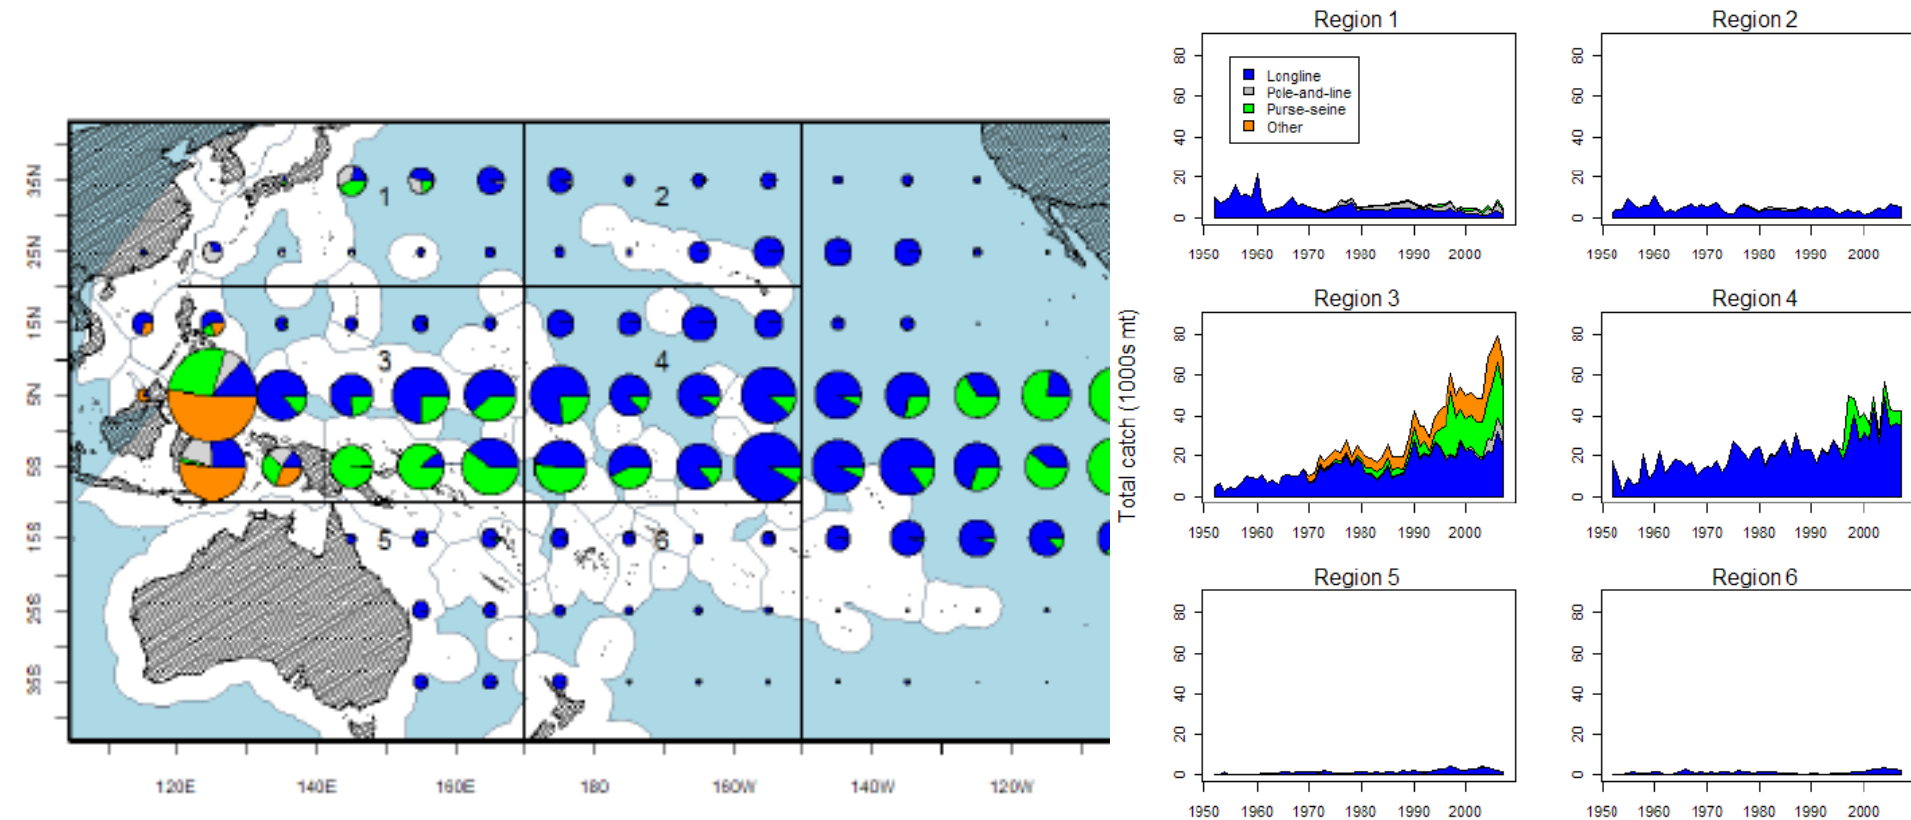 35N
25N
15N
5N
5S
15S
25S
35S
1
2
3
4
5
6
120E
140E
160E
180
160W
140W
120W
Total catch (1000s mt)
Region 1
80
60
40
20
0
Longline
Pole-and-line
Purse-seine
Other
1950 1960 1970 1980 1990 2000
Region 2
80
60
40
20
0
1950 1960 1970 1980 1990 2000
Region 3
80
60
40
20
0
1950 1960 1970 1980 1990 2000
Region 4
80
60
40
20
0
1950 1960 1970 1980 1990 2000
Region 5
80
60
40
20
0
1950 1960 1970 1980 1990 2000
Region 6
80
60
40
20
0
1950 1960 1970 1980 1990 2000